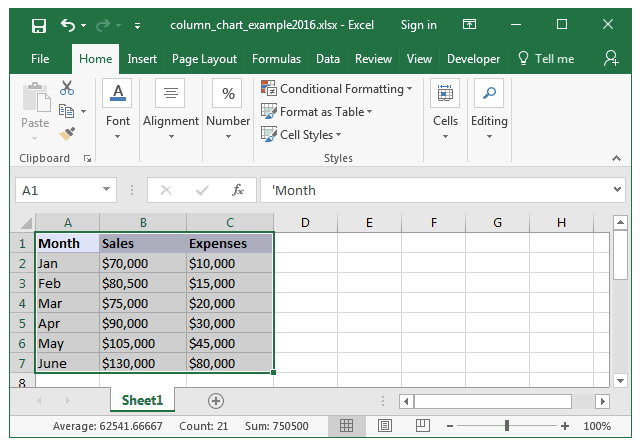 column_chart_example2016.xlsx - Excel Sign in
File Home Insert Page Layout Formulas Data Review View Developer Tell me
Paste
Clipboard
A
Font
Alignment
%
Number
Conditional Formatting
Format as Table
Cell Styles
Styles
Cells
Editing
A1 fx 'Month
A B C D E F G H
1 Month Sales Expenses
2 Jan $70,000 $10,000
3 Feb $80,500 $15,000
4 Mar $75,000 $20,000
5 Apr $90,000 $30,000
6 May $105,000 $45,000
7 June $130,000 $80,000
8
Sheet1
Average: 62541.66667 Count: 21 Sum: 750500 100%